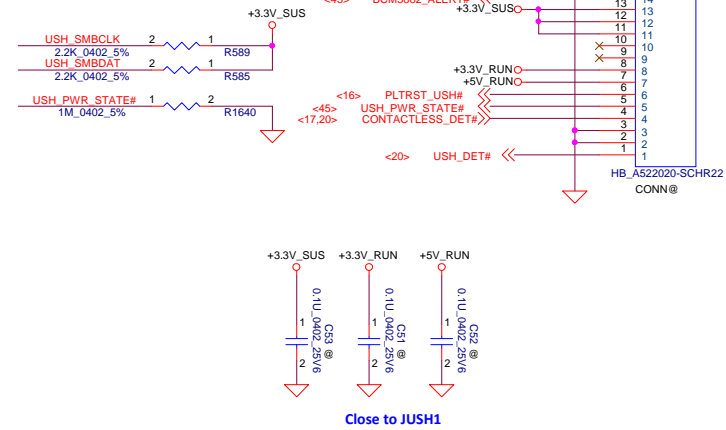 <45> BCM5882_ALERT#
+3.3V_SUS
+3.3V_SUS
13
12
11
10
9
8
7
6
5
4
3
2
1
14
13
12
11
10
9
8
7
6
5
4
3
2
1
USH_SMBCLK 2 1
2.2K_0402_5% R589
USH_SMBDAT 2 1
2.2K_0402_5% R585
USH_PWR_STATE# 1 2
1M_0402_5% R1640
+3.3V_RUN
+5V_RUN
<16> PLTRST_USH#
<45> USH_PWR_STATE#
<17,20> CONTACTLESS_DET#
<20> USH_DET#
HB_A522020-SCHR22
CONN@
+3.3V_SUS +3.3V_RUN +5V_RUN
1
2
0.1U_0402_25V6
C53 @
1
2
0.1U_0402_25V6
C51 @
1
2
0.1U_0402_25V6
C52 @
Close to JUSH1